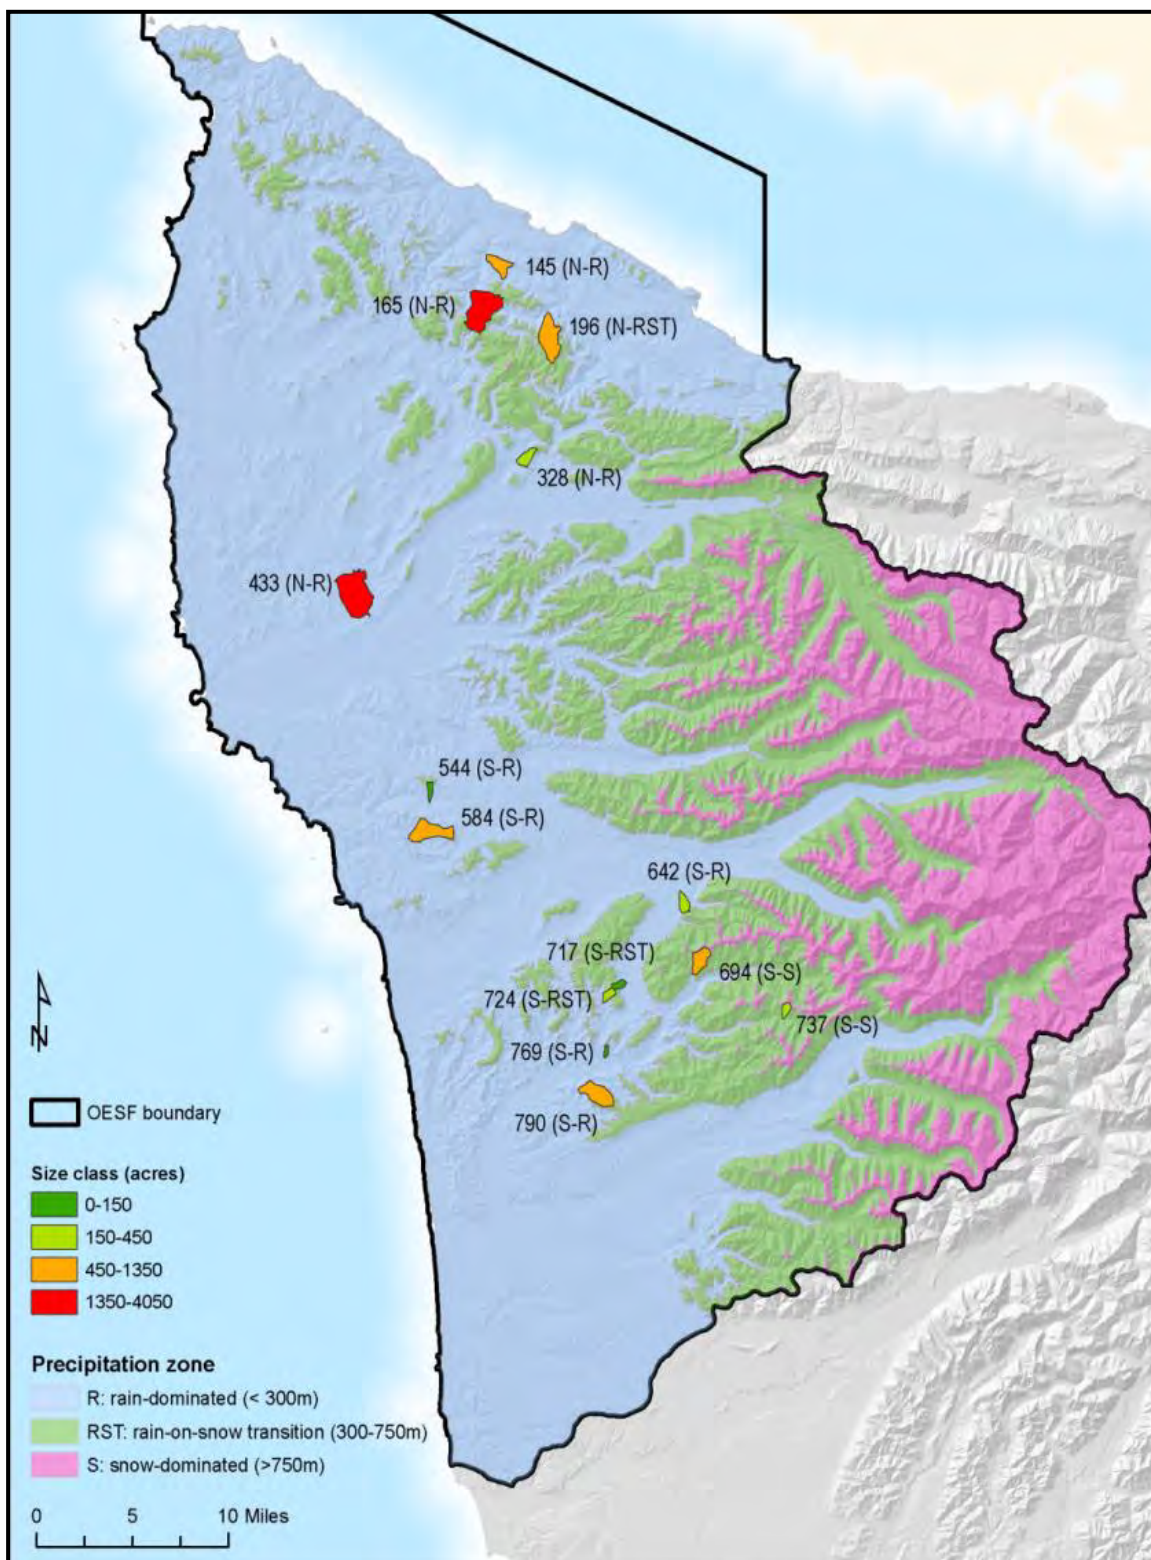 145 (N-R)
165 (N-R)
196 (N-RST)
328 (N-R)
433 (N-R)
544 (S-R)
584 (S-R)
642 (S-R)
717 (S-RST)
694 (S-S)
724 (S-RST)
737 (S-S)
769 (S-R)
790 (S-R)
N
OESF boundary
Size class (acres)
0-150
150-450
450-1350
1350-4050
Precipitation zone
R: rain-dominated (< 300m)
RST: rain-on-snow transition (300-750m)
S: snow-dominated (>750m)
0 5 10 Miles